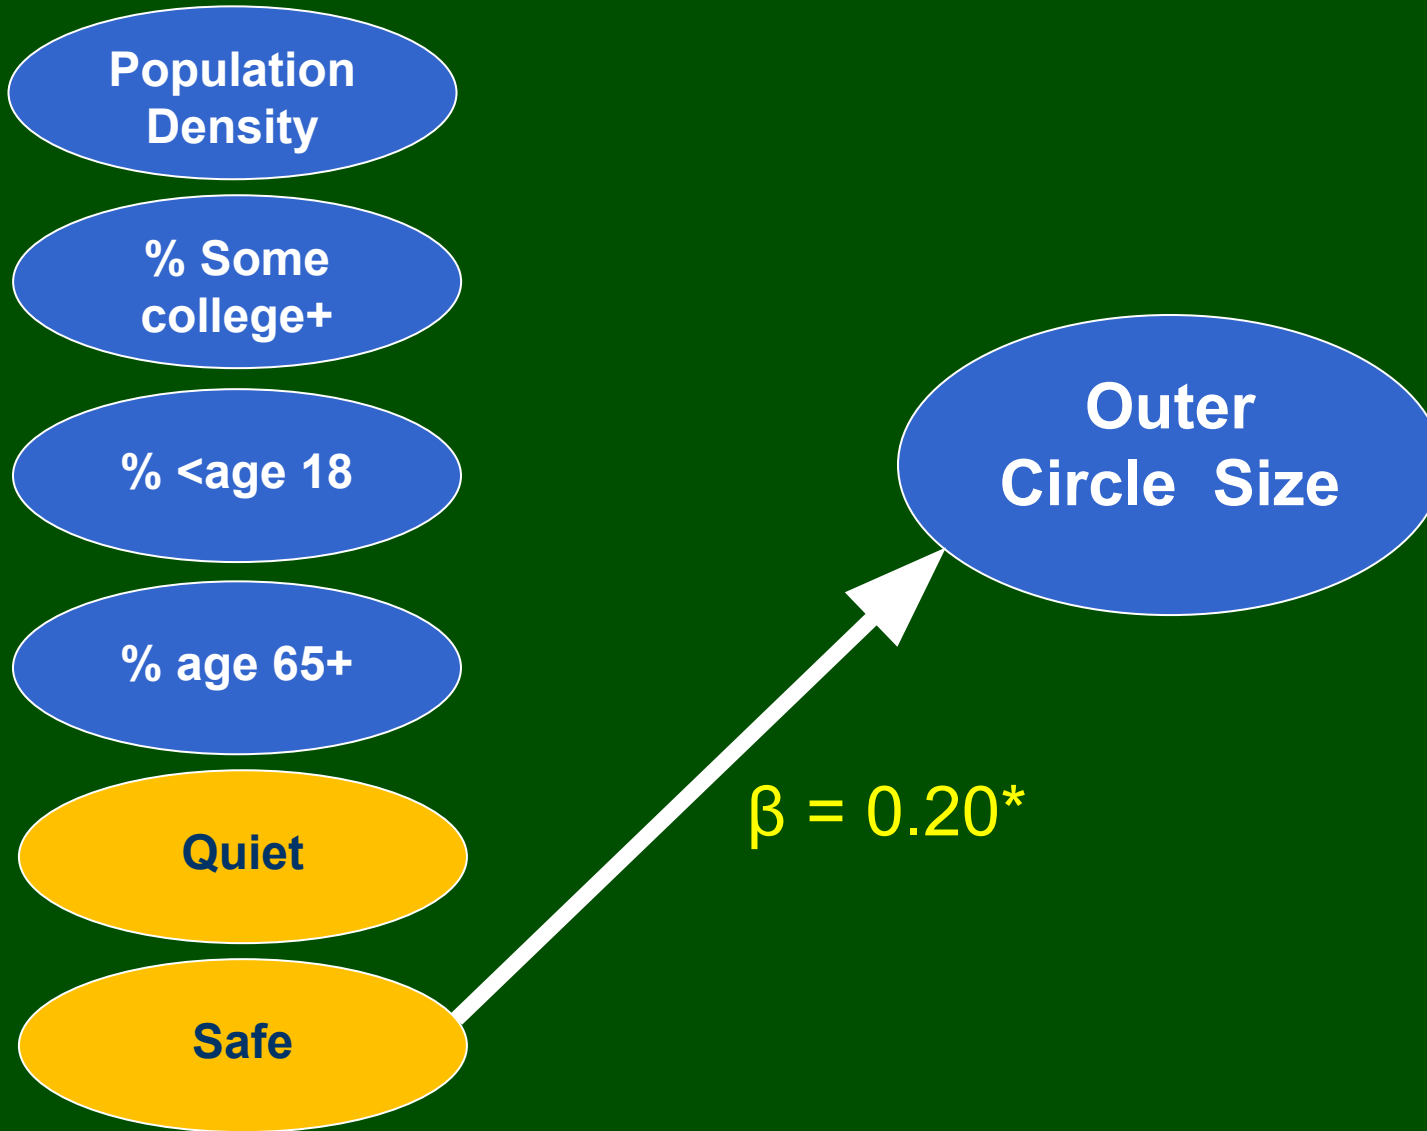 Population
Density
% Some
college+
% <age 18
% age 65+
Quiet
Safe
Outer
Circle  Size
β = 0.20*